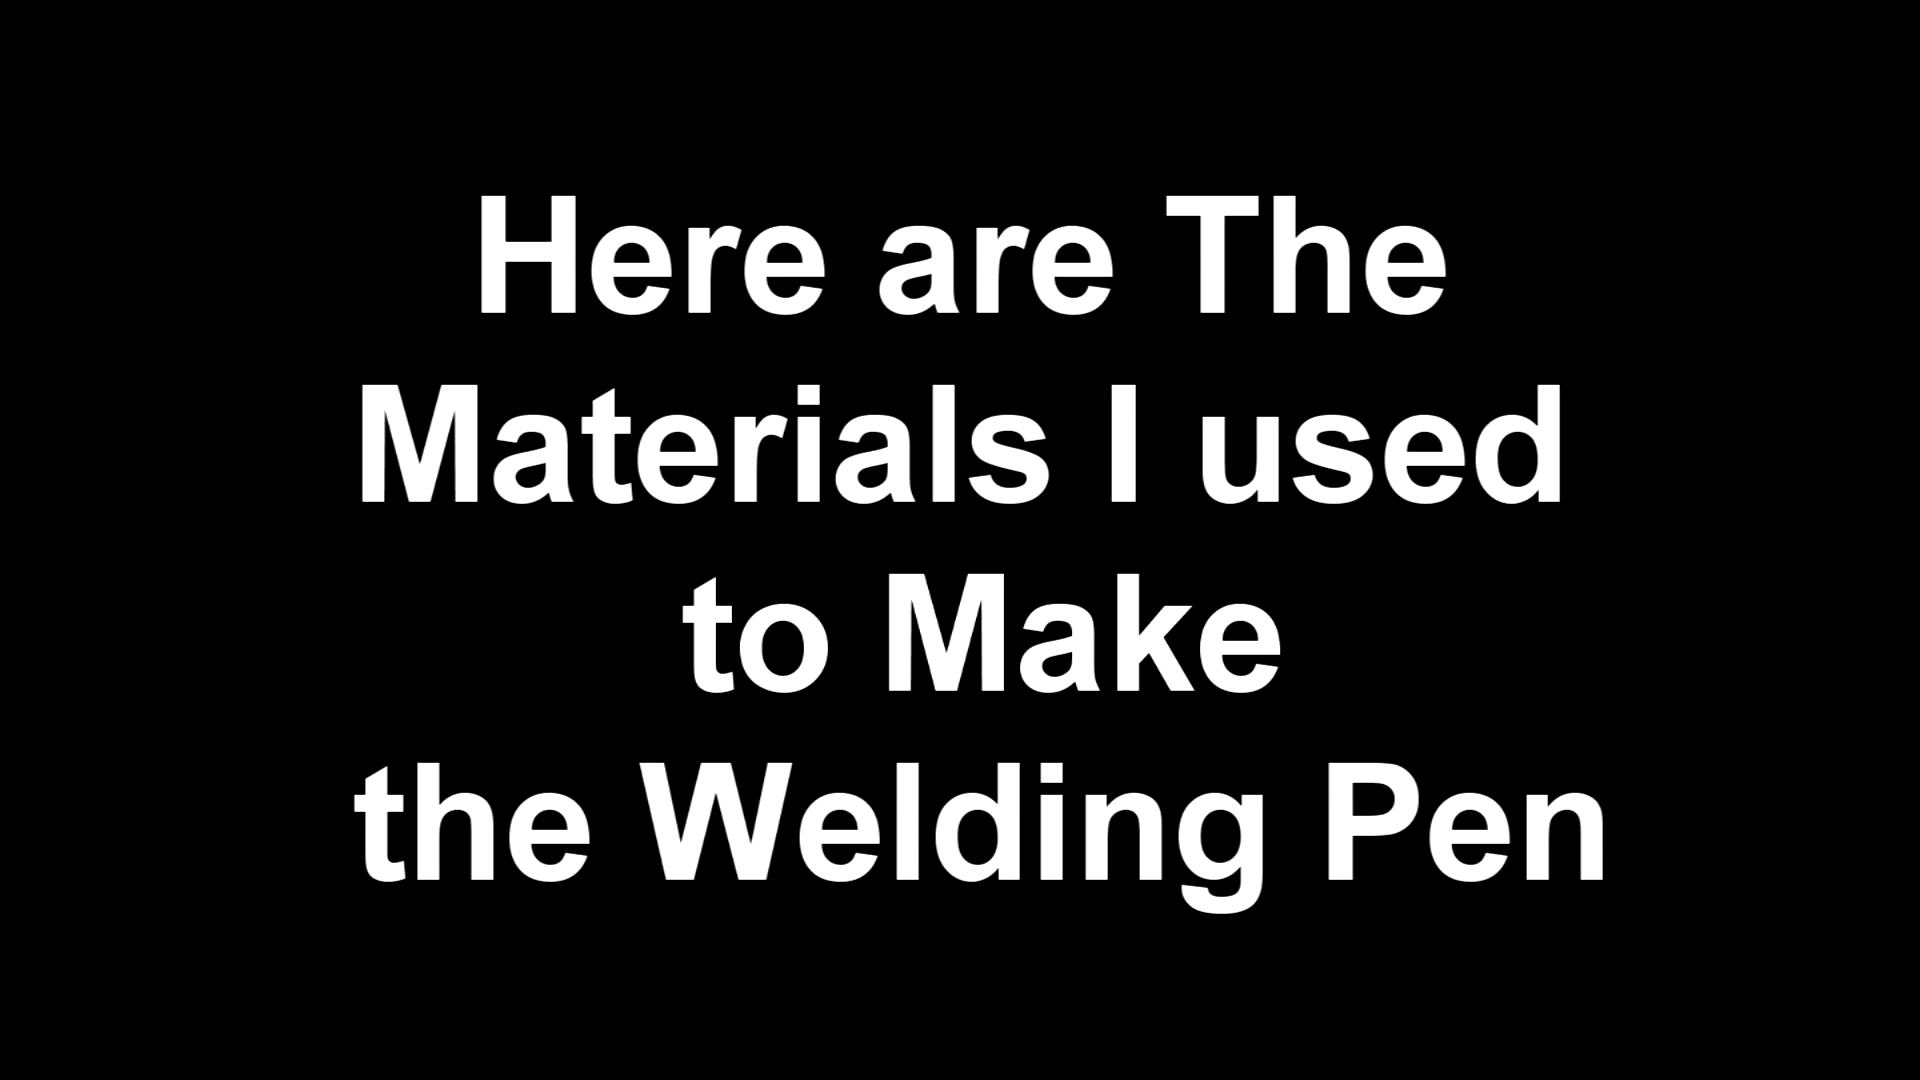 Here are The
Materials I used
to Make
the Welding Pen